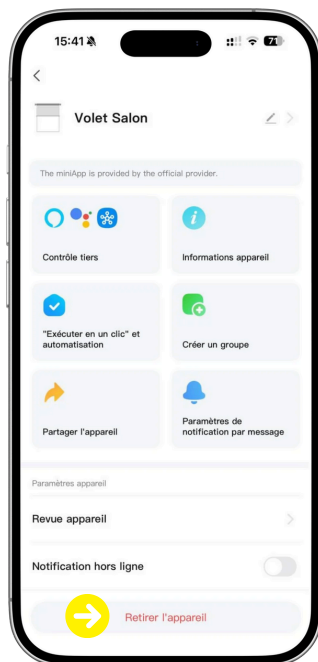 15:41
71
Volet Salon
The miniApp is provided by the official provider.
Contrôle tiers
Informations appareil
"Exécuter en un clic" et
automatisation
Créer un groupe
Partager l'appareil
Paramètres de
notification par message
Paramètres appareil
Revue appareil
Notification hors ligne
Retirer l'appareil